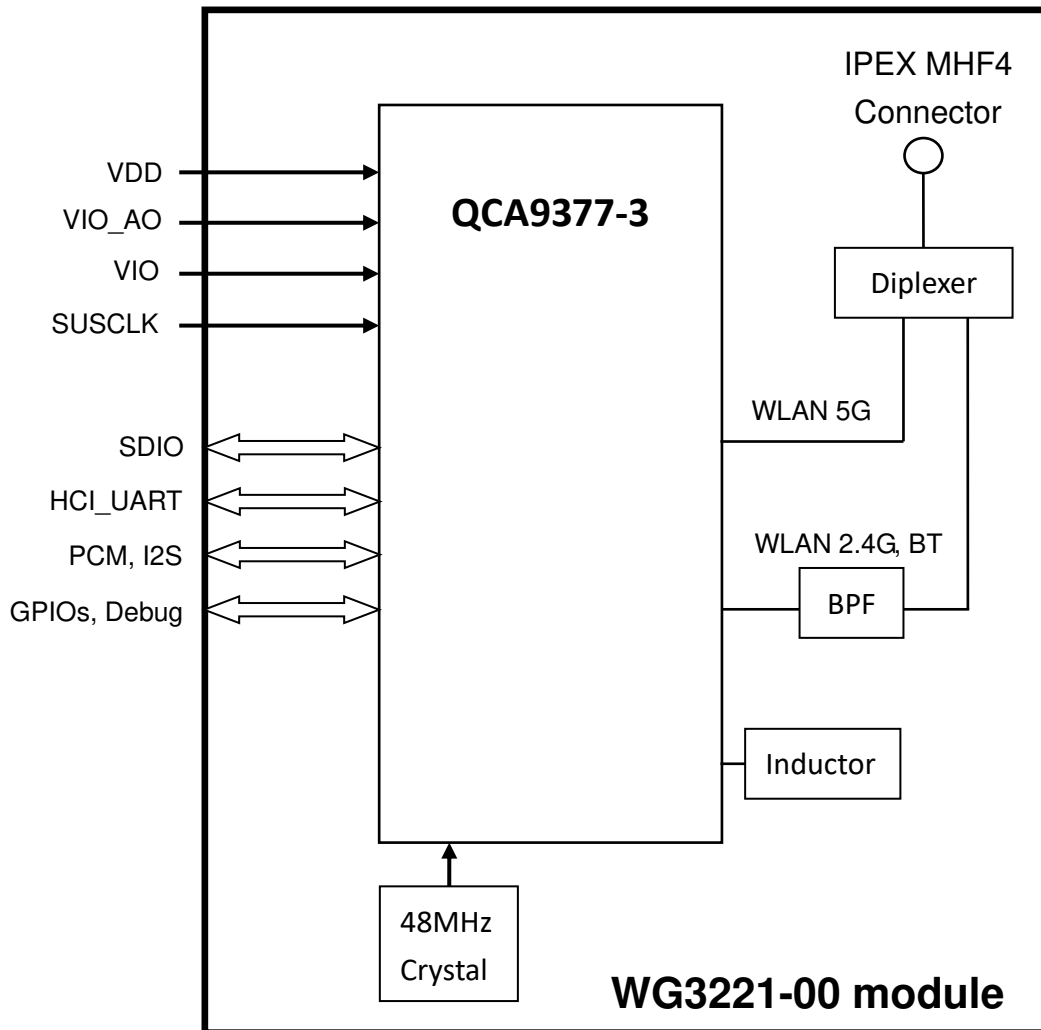 IPEX MHF4
Connector
VDD
VIO_AO
VIO
SUSCLK
QCA9377-3
Diplexer
WLAN 5G
SDIO
HCI_UART
PCM, I2S
GPIOs, Debug
WLAN 2.4G, BT
BPF
Inductor
48MHz
Crystal
WG3221-00 module